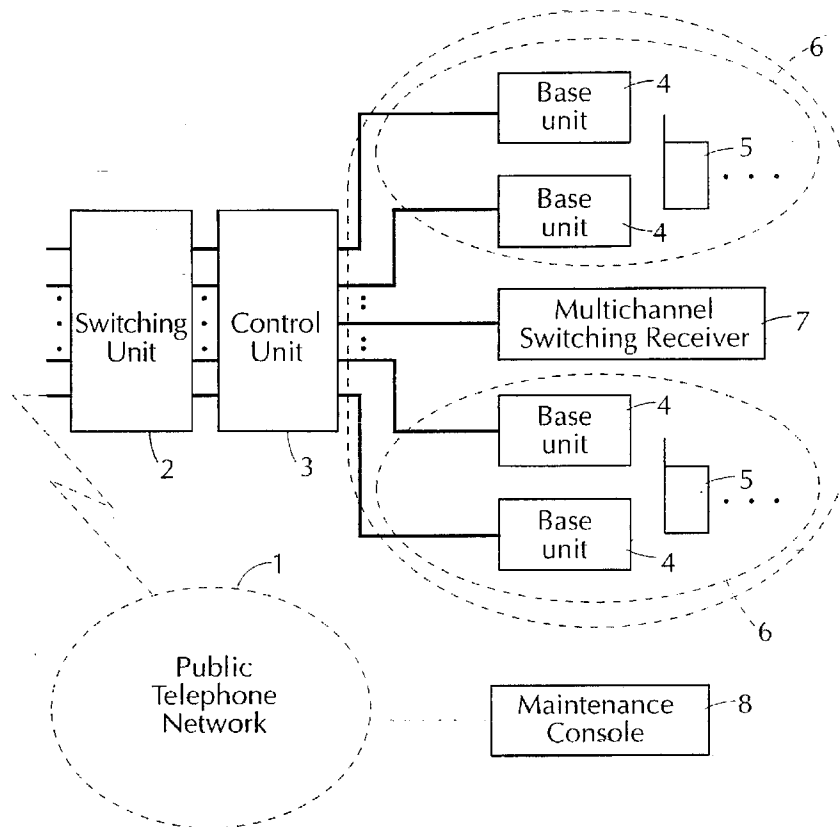 6
Base
unit
4
5
Base
unit
4
Switching
Unit
2
Control
Unit
3
Multichannel
Switching Receiver
7
Base
unit
4
5
Base
unit
4
6
1
Public
Telephone
Network
Maintenance
Console
8